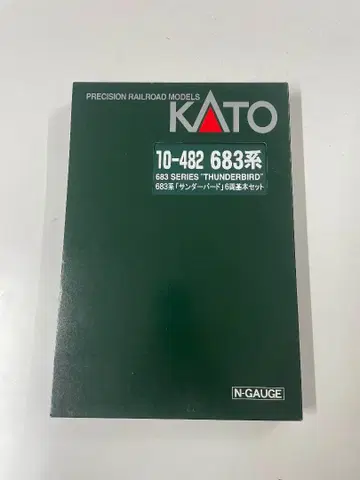 PRECISION RAILROAD MODELS
KATO
10-482 683系
683 SERIES "THUNDERBIRD"
683系「サンダーバード」6両基本セット
N-GAUGE